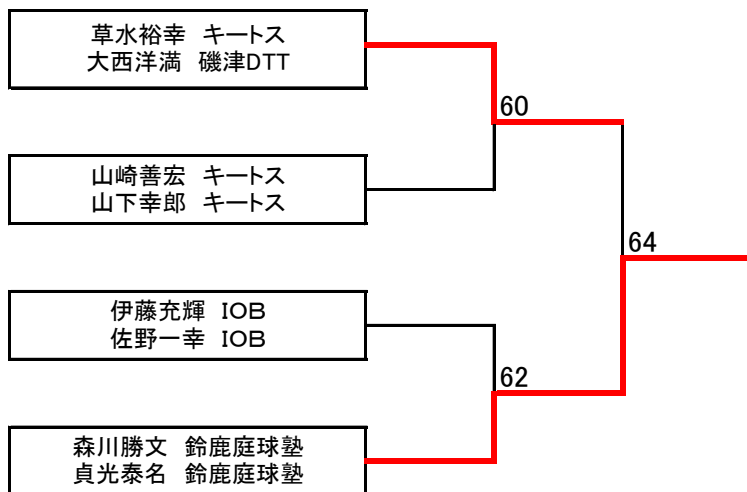 草水裕幸 キートス
大西洋満 磯津DTT
60
山崎善宏 キートス
山下幸郎 キートス
64
伊藤充輝 IOB
佐野一幸 IOB
62
森川勝文 鈴鹿庭球塾
貞光泰名 鈴鹿庭球塾